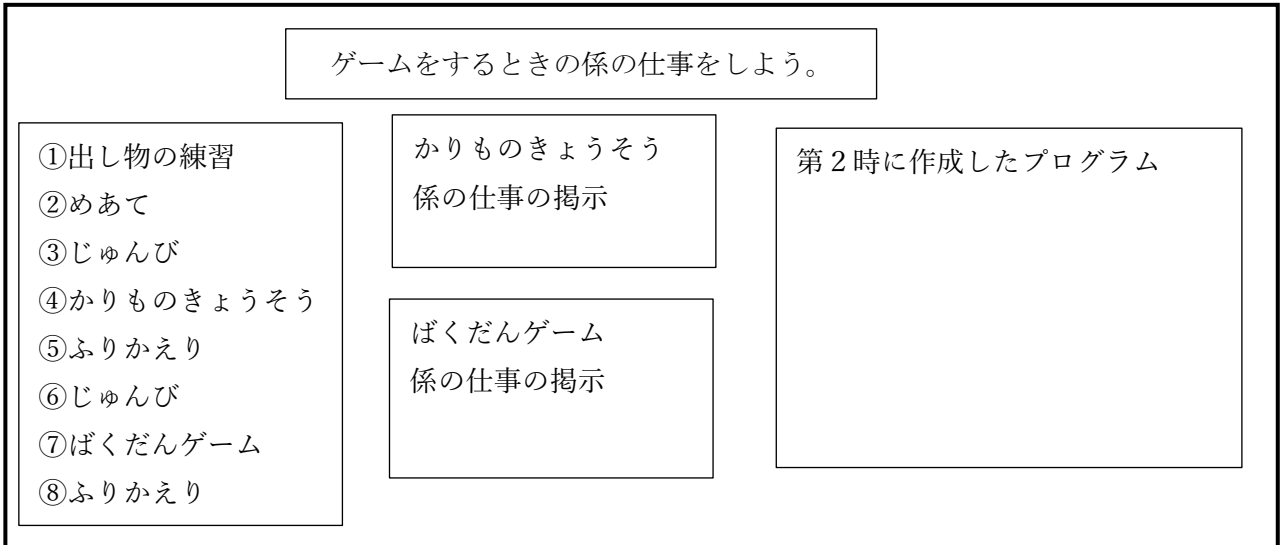 ゲームをするときの係の仕事をしよう。
①出し物の練習
②めあて
③じゅんび
④かりものきょうそう
⑤ふりかえり
⑥じゅんび
⑦ばくだんゲーム
⑧ふりかえり
かりものきょうそう
係の仕事の掲示
ばくだんゲーム
係の仕事の掲示
第２時に作成したプログラム